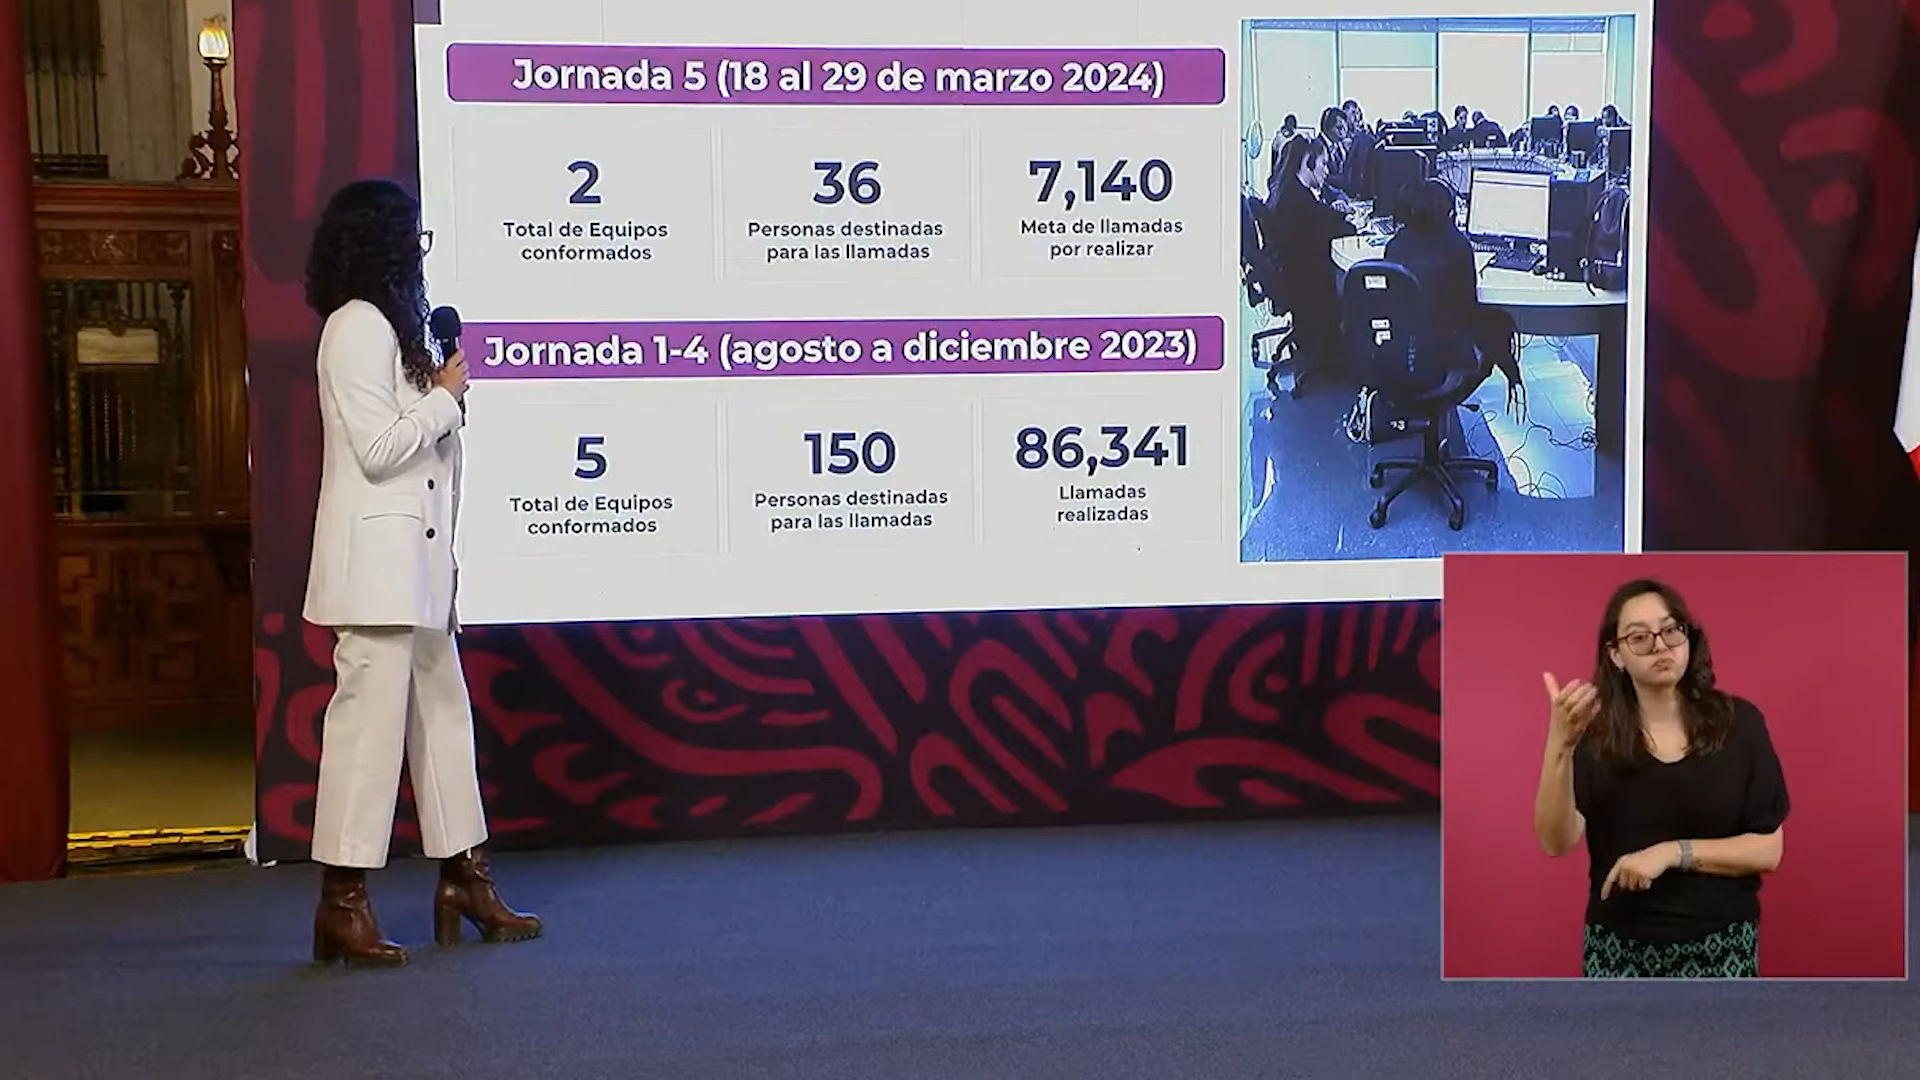 Jornada 5 (18 al 29 de marzo 2024)
2
Total de Equipos
conformados
36
Personas destinadas
para las llamadas
7,140
Meta de llamadas
por realizar
Jornada 1-4 (agosto a diciembre 2023)
5
Total de Equipos
conformados
150
Personas destinadas
para las llamadas
86,341
Llamadas
realizadas